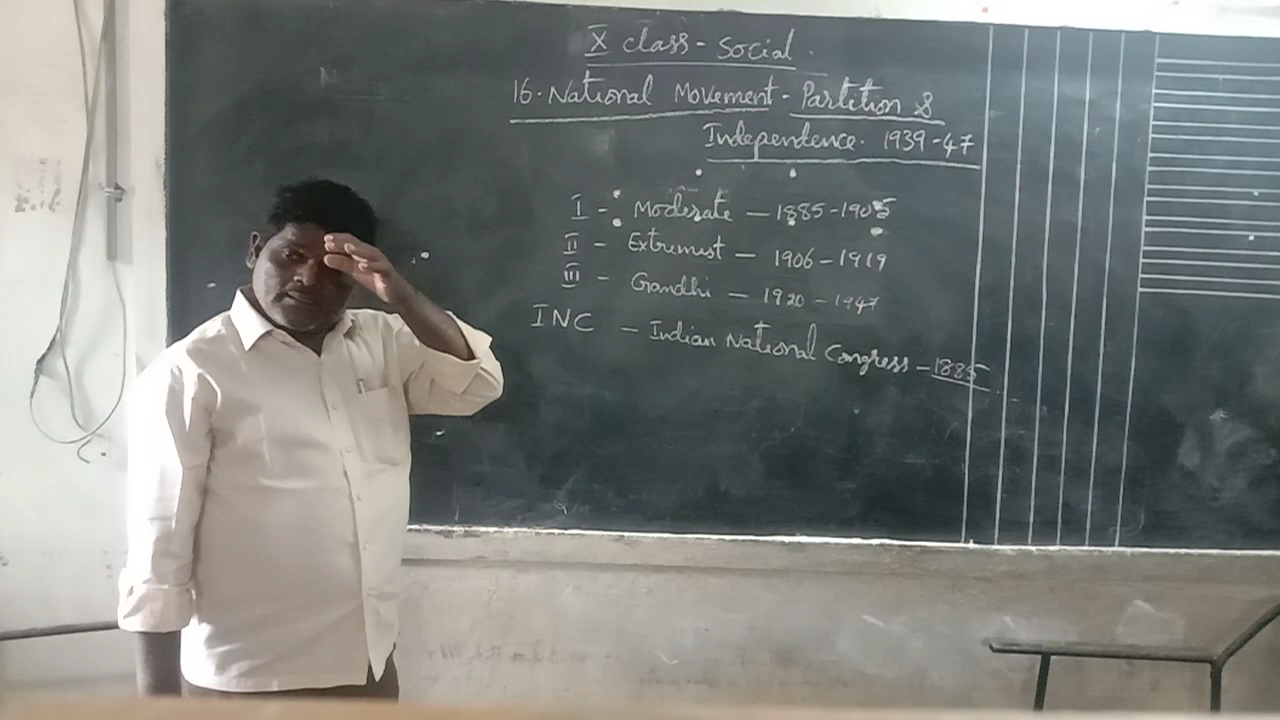 X class - Social.
16. National Movement - Partition &
Independence. 1939-47
I - Moderate — 1885-1905
II - Extremist — 1906-1919
III - Gandhi — 1920-1947
INC - Indian National Congress - 1885